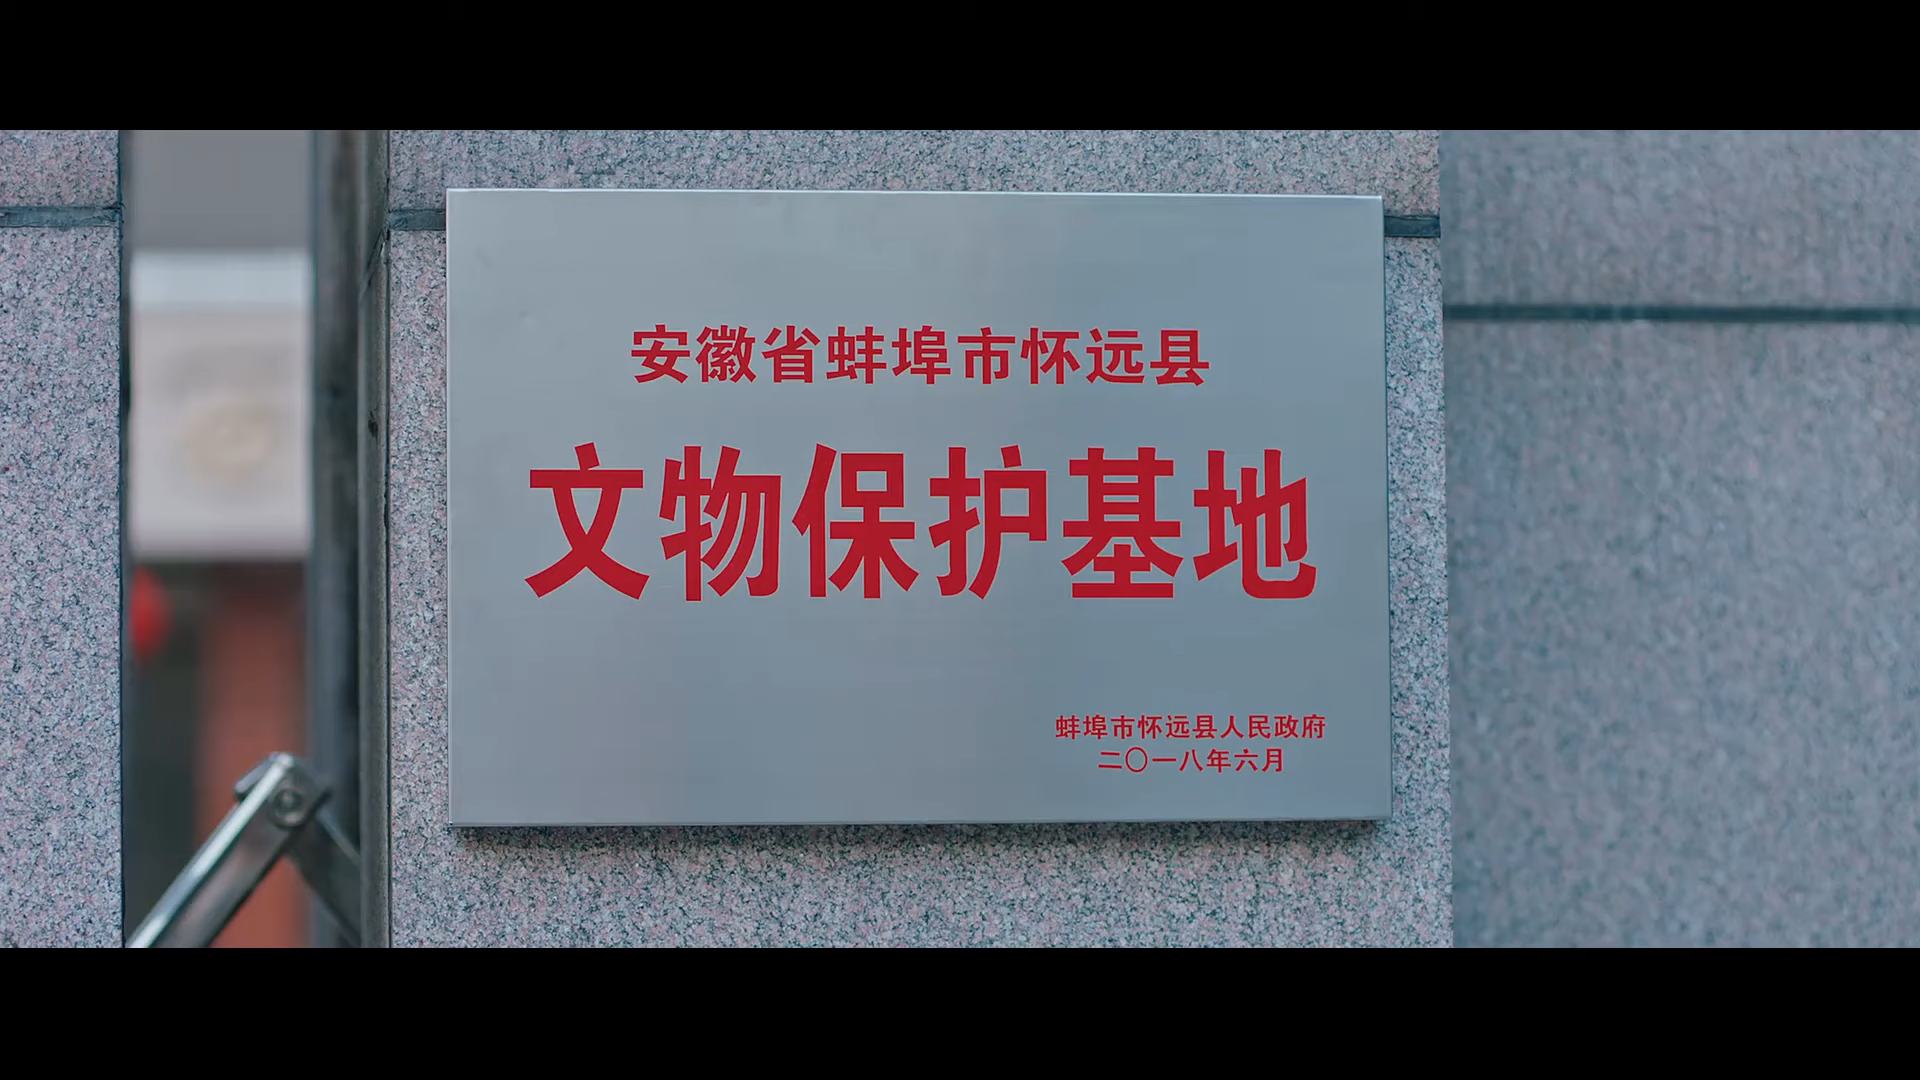 安徽省蚌埠市怀远县
文物保护基地
蚌埠市怀远县人民政府
二〇一八年六月